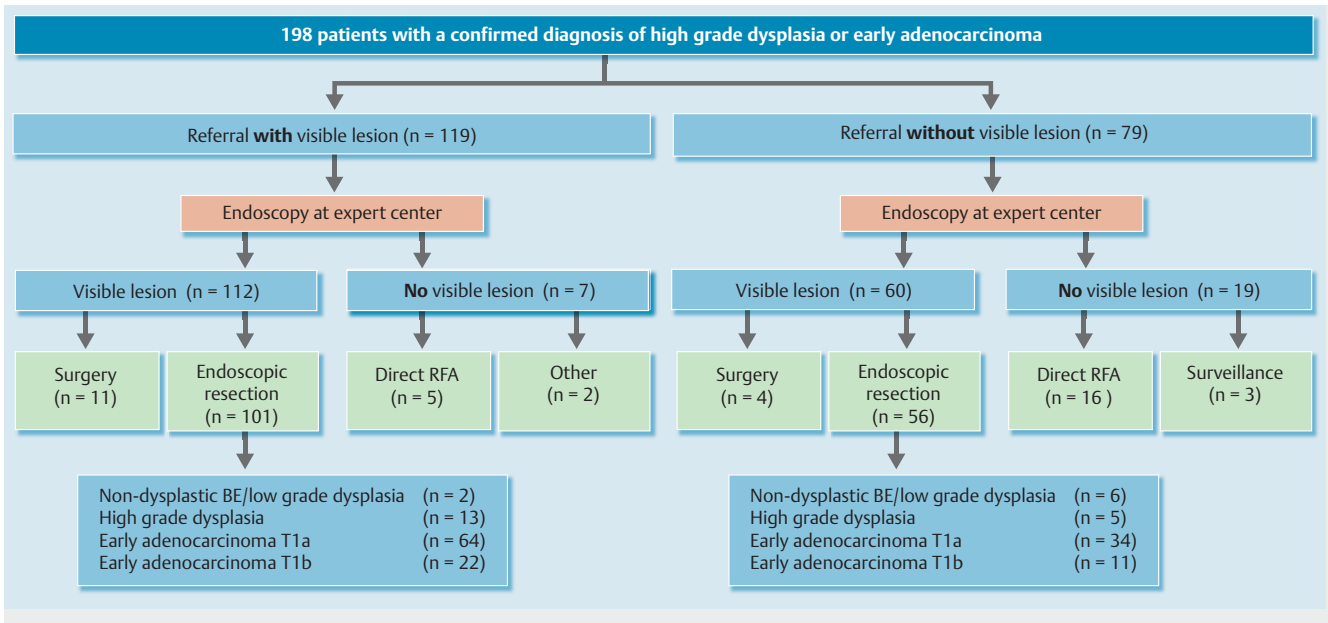 198 patients with a confirmed diagnosis of high grade dysplasia or early adenocarcinoma
Referral with visible lesion (n = 119)
Referral without visible lesion (n = 79)
Endoscopy at expert center
Endoscopy at expert center
Visible lesion (n = 112)
No visible lesion (n = 7)
Visible lesion (n = 60)
No visible lesion (n = 19)
Surgery
(n = 11)
Endoscopic
resection
(n = 101)
Direct RFA
(n = 5)
Other
(n = 2)
Surgery
(n = 4)
Endoscopic
resection
(n = 56)
Direct RFA
(n = 16 )
Surveillance
(n = 3)
Non-dysplastic BE/low grade dysplasia (n = 2)
High grade dysplasia (n = 13)
Early adenocarcinoma T1a (n = 64)
Early adenocarcinoma T1b (n = 22)
Non-dysplastic BE/low grade dysplasia (n = 6)
High grade dysplasia (n = 5)
Early adenocarcinoma T1a (n = 34)
Early adenocarcinoma T1b (n = 11)